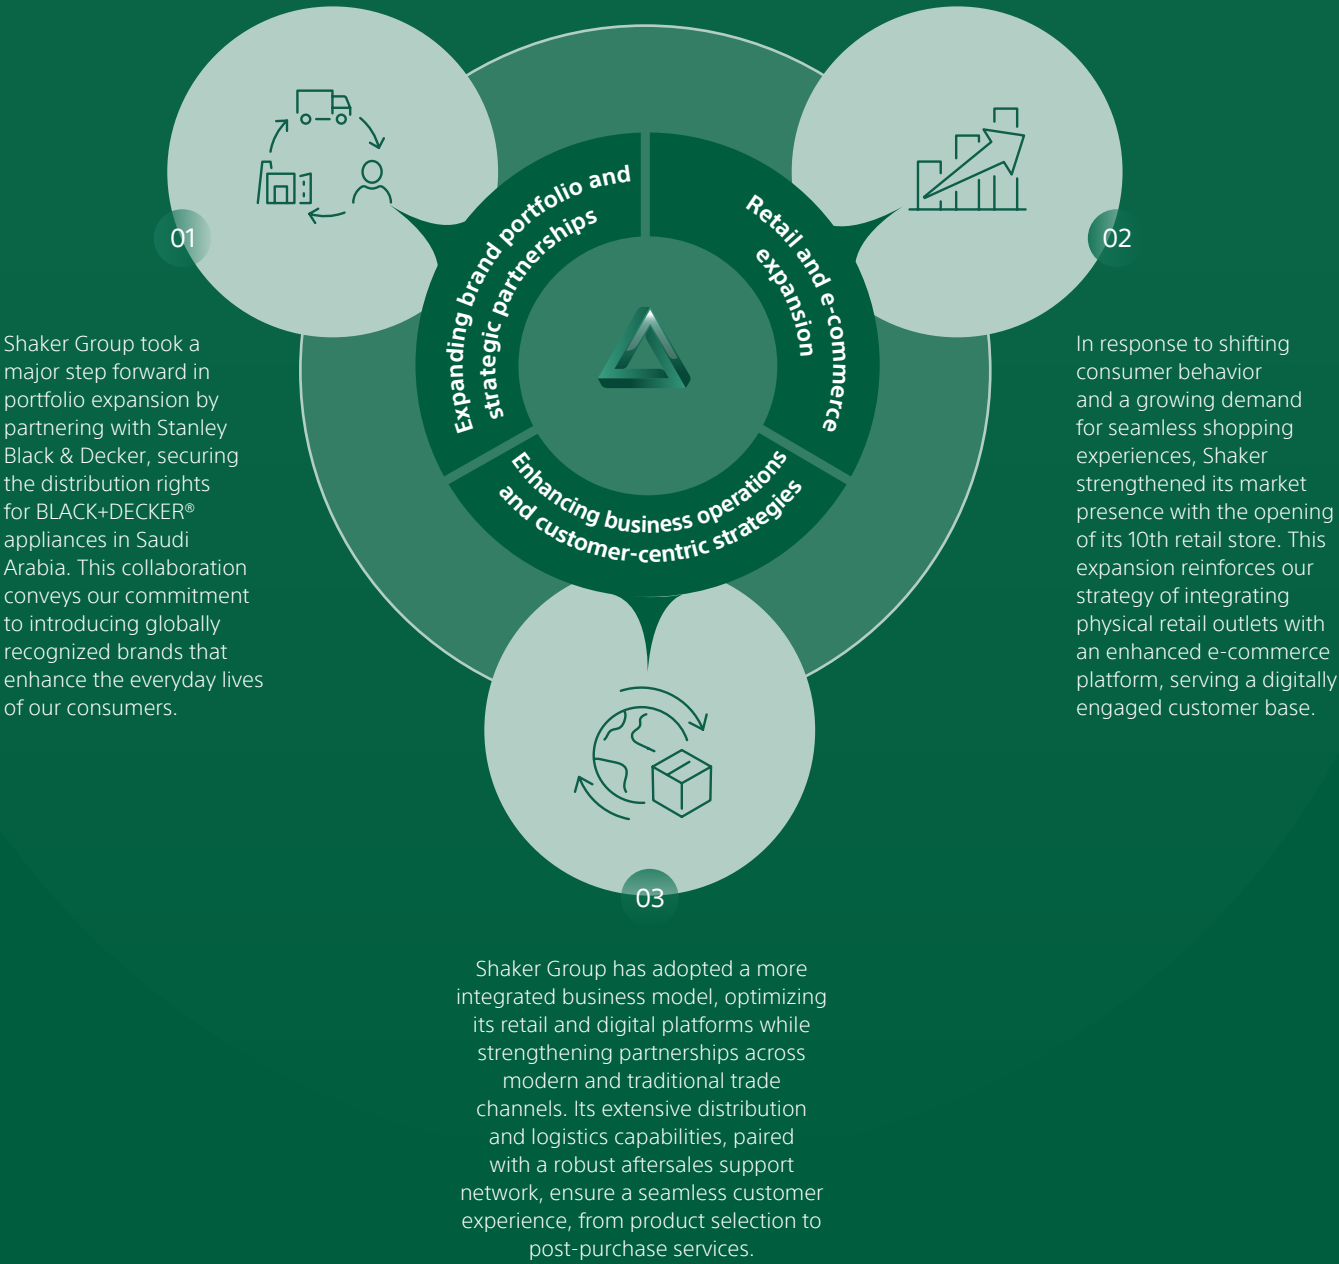 Expanding brand portfolio and
strategic partnerships
01
Shaker Group took a
major step forward in
portfolio expansion by
partnering with Stanley
Black & Decker, securing
the distribution rights
for BLACK+DECKER®
appliances in Saudi
Arabia. This collaboration
conveys our commitment
to introducing globally
recognized brands that
enhance the everyday lives
of our consumers.
Retail and e-commerce
expansion
02
In response to shifting
consumer behavior
and a growing demand
for seamless shopping
experiences, Shaker
strengthened its market
presence with the opening
of its 10th retail store. This
expansion reinforces our
strategy of integrating
physical retail outlets with
an enhanced e-commerce
platform, serving a digitally
engaged customer base.
Enhancing business operations
and customer-centric strategies
03
Shaker Group has adopted a more
integrated business model, optimizing
its retail and digital platforms while
strengthening partnerships across
modern and traditional trade
channels. Its extensive distribution
and logistics capabilities, paired
with a robust aftersales support
network, ensure a seamless customer
experience, from product selection to
post-purchase services.